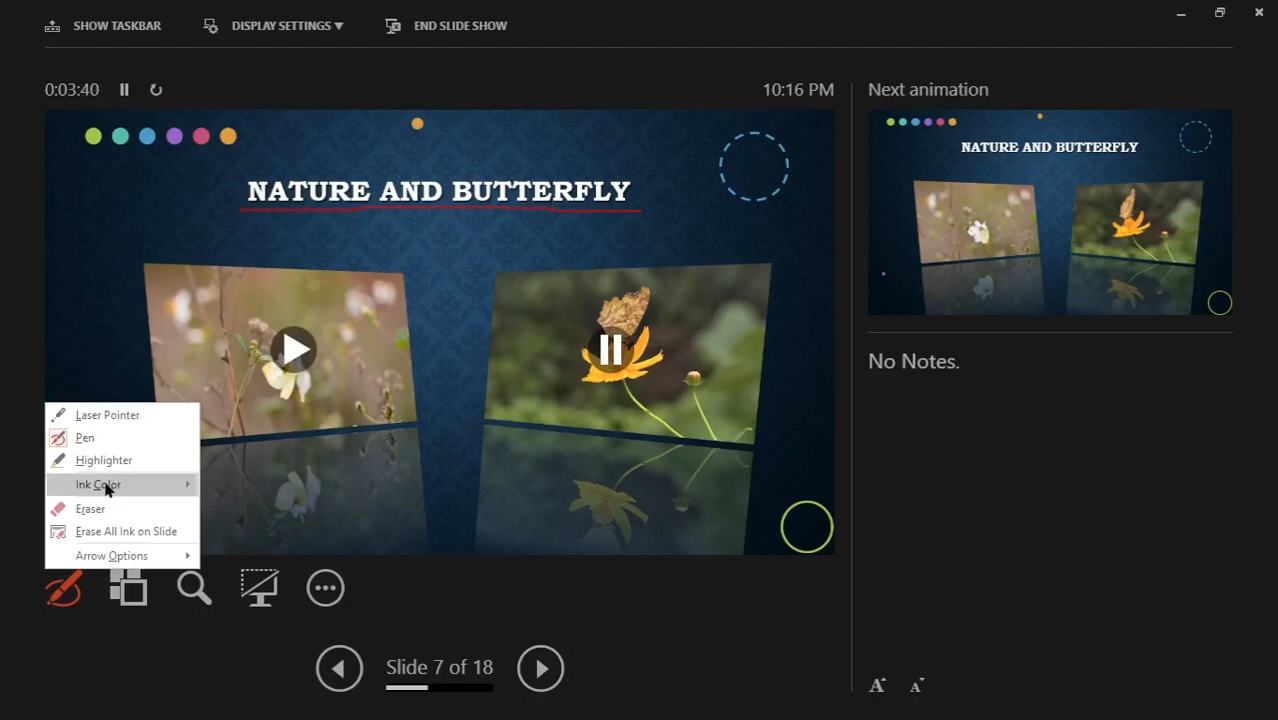 SHOW TASKBAR DISPLAY SETTINGS ▼ END SLIDE SHOW
0:03:40 10:16 PM
Next animation
NATURE AND BUTTERFLY
NATURE AND BUTTERFLY
No Notes.
Laser Pointer
Pen
Highlighter
Ink Color
Eraser
Erase All Ink on Slide
Arrow Options
Slide 7 of 18
A A